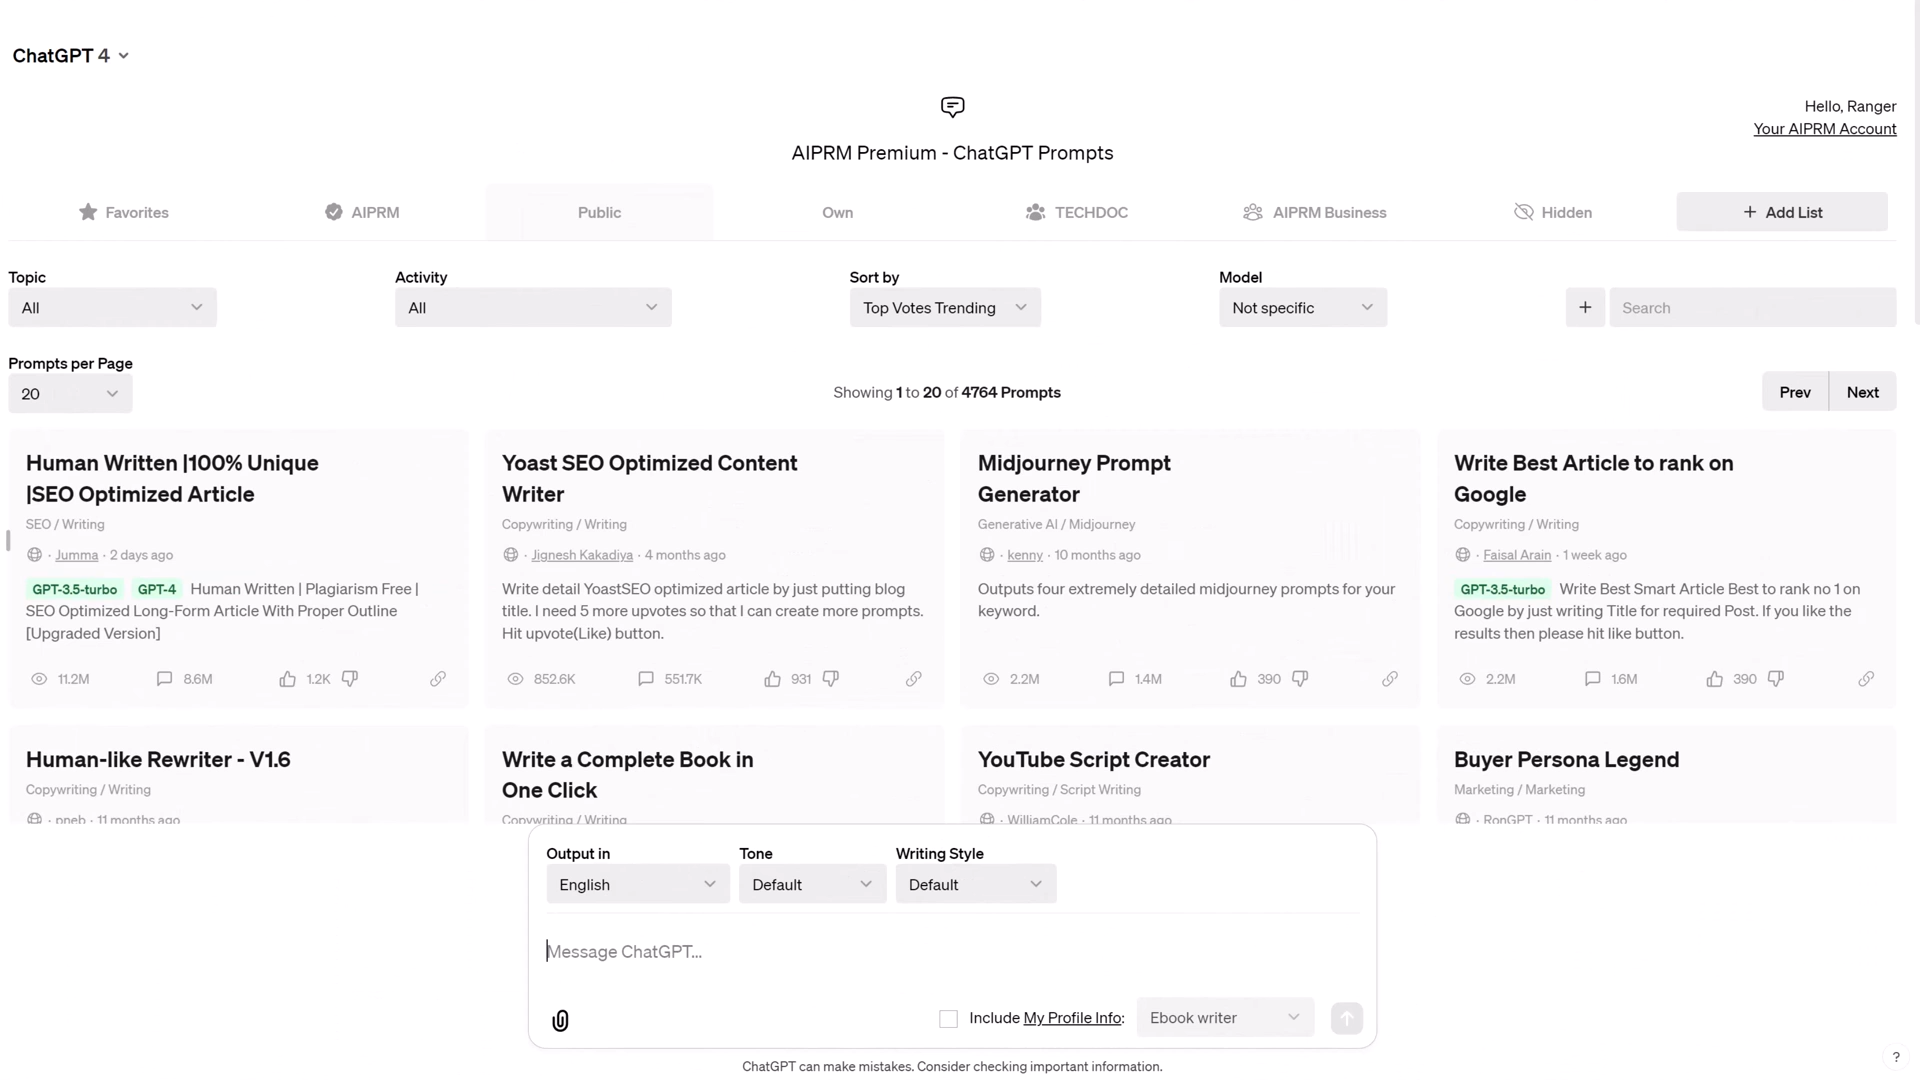 ChatGPT 4
Hello, Ranger
Your AIPRM Account
AIPRM Premium - ChatGPT Prompts
Favorites
AIPRM
Public
Own
TECHDOC
AIPRM Business
Hidden
+ Add List
Topic
All
Activity
All
Sort by
Top Votes Trending
Model
Not specific
+
Search
Prompts per Page
20
Showing 1 to 20 of 4764 Prompts
Prev
Next
Human Written |100% Unique
|SEO Optimized Article
SEO / Writing
· Jumma · 2 days ago
GPT-3.5-turbo GPT-4 Human Written | Plagiarism Free |
SEO Optimized Long-Form Article With Proper Outline
[Upgraded Version]
11.2M
8.6M
1.2K
Yoast SEO Optimized Content
Writer
Copywriting / Writing
· Jignesh Kakadiya · 4 months ago
Write detail YoastSEO optimized article by just putting blog
title. I need 5 more upvotes so that I can create more prompts.
Hit upvote(Like) button.
852.6K
551.7K
931
Midjourney Prompt
Generator
Generative AI / Midjourney
· kenny · 10 months ago
Outputs four extremely detailed midjourney prompts for your
keyword.
2.2M
1.4M
390
Write Best Article to rank on
Google
Copywriting / Writing
· Faisal Arain · 1 week ago
GPT-3.5-turbo Write Best Smart Article Best to rank no 1 on
Google by just writing Title for required Post. If you like the
results then please hit like button.
2.2M
1.6M
390
Human-like Rewriter - V1.6
Copywriting / Writing
· pneb · 11 months ago
Write a Complete Book in
One Click
Copywriting / Writing
YouTube Script Creator
Copywriting / Script Writing
· WilliamCole · 11 months ago
Buyer Persona Legend
Marketing / Marketing
· RonGPT · 11 months ago
Output in
English
Tone
Default
Writing Style
Default
Message ChatGPT...
Include My Profile Info:
Ebook writer
ChatGPT can make mistakes. Consider checking important information.
?